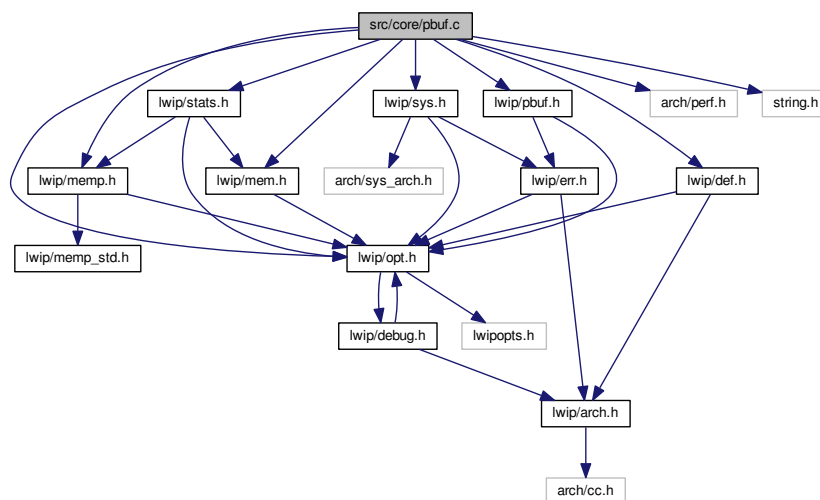 src/core/pbuf.c
lwip/stats.h
lwip/sys.h
lwip/pbuf.h
arch/perf.h
string.h
lwip/memp.h
lwip/mem.h
arch/sys_arch.h
lwip/err.h
lwip/def.h
lwip/memp_std.h
lwip/opt.h
lwip/debug.h
lwipopts.h
lwip/arch.h
arch/cc.h